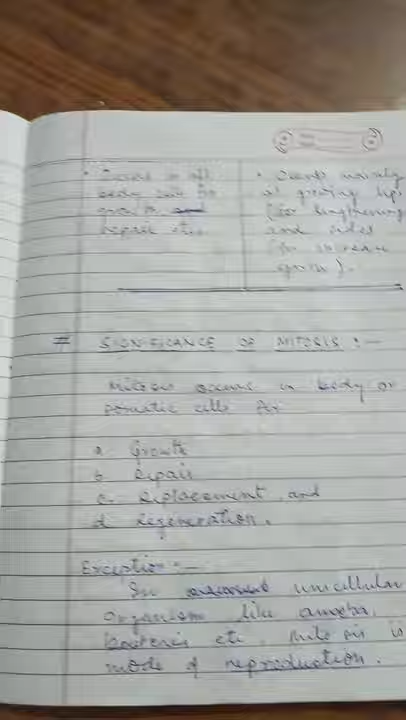 • Occurs in all
body cells for
growth and
repair etc.
• Occurs mainly
at growing tips
(for lengthening
and sides
(for increase
# SIGNIFICANCE OF MITOSIS :-
Mitosis occurs in body or
somatic cells for
a. Growth
b. repair
c. replacement and
d. regeneration.
Exception :-
In unicellular
organism like amoeba,
bacteria etc, mitosis is
mode of reproduction.